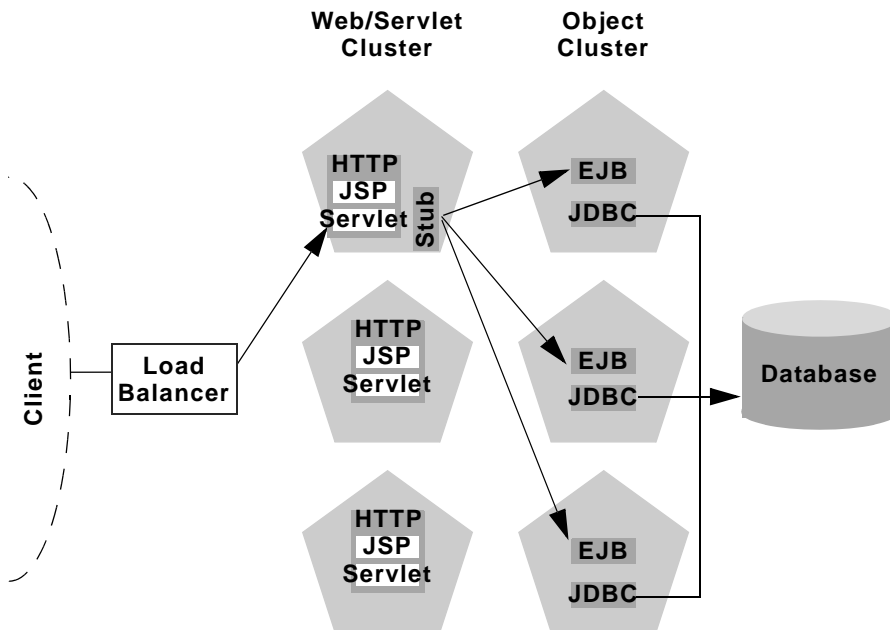 Web/Servlet
Cluster
Object
Cluster
Client
Load
Balancer
HTTP
JSP
Servlet
Stub
HTTP
JSP
Servlet
HTTP
JSP
Servlet
EJB
JDBC
EJB
JDBC
EJB
JDBC
Database